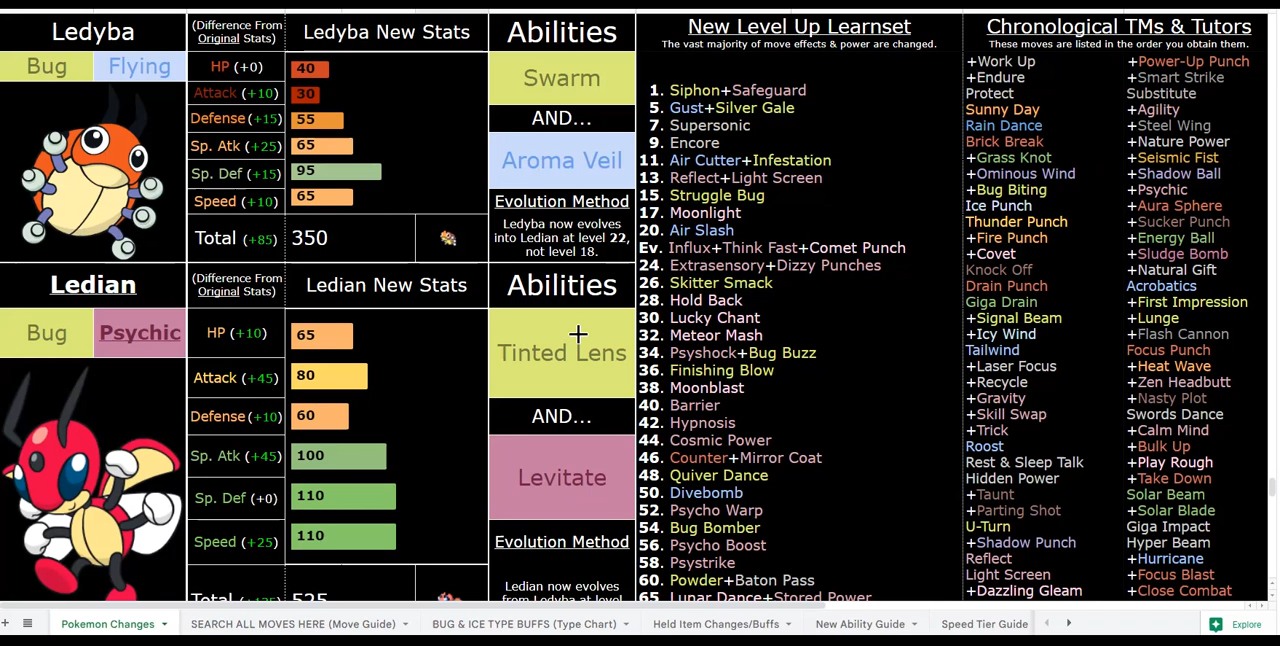 Ledyba
Bug Flying
(Difference From
Original Stats)
Ledyba New Stats
HP (+0) 40
Attack (+10) 30
Defense (+15) 55
Sp. Atk (+25) 65
Sp. Def (+15) 95
Speed (+10) 65
Total (+85) 350
Abilities
Swarm
AND...
Aroma Veil
Evolution Method
Ledyba now evolves
into Ledian at level 22,
not level 18.
Ledian
Bug Psychic
(Difference From
Original Stats)
Ledian New Stats
HP (+10) 65
Attack (+45) 80
Defense (+10) 60
Sp. Atk (+45) 100
Sp. Def (+0) 110
Speed (+25) 110
525
Abilities
Tinted Lens
AND...
Levitate
Evolution Method
Ledian now evolves
New Level Up Learnset
The vast majority of move effects & power are changed.
1. Siphon+Safeguard
5. Gust+Silver Gale
7. Supersonic
9. Encore
11. Air Cutter+Infestation
13. Reflect+Light Screen
15. Struggle Bug
17. Moonlight
20. Air Slash
Ev. Influx+Think Fast+Comet Punch
24. Extrasensory+Dizzy Punches
26. Skitter Smack
28. Hold Back
30. Lucky Chant
32. Meteor Mash
34. Psyshock+Bug Buzz
36. Finishing Blow
38. Moonblast
40. Barrier
42. Hypnosis
44. Cosmic Power
46. Counter+Mirror Coat
48. Quiver Dance
50. Divebomb
52. Psycho Warp
54. Bug Bomber
56. Psycho Boost
58. Psystrike
60. Powder+Baton Pass
65. Lunar Dance+Stored Power
Chronological TMs & Tutors
These moves are listed in the order you obtain them.
+Work Up
+Endure
Protect
Sunny Day
Rain Dance
Brick Break
+Grass Knot
+Ominous Wind
+Bug Biting
Ice Punch
Thunder Punch
+Fire Punch
+Covet
Knock Off
Drain Punch
Giga Drain
+Signal Beam
+Icy Wind
Tailwind
+Laser Focus
+Recycle
+Gravity
+Skill Swap
+Trick
Roost
Rest & Sleep Talk
Hidden Power
+Taunt
+Parting Shot
U-Turn
+Shadow Punch
Reflect
Light Screen
+Dazzling Gleam
+Power-Up Punch
+Smart Strike
Substitute
+Agility
+Steel Wing
+Nature Power
+Seismic Fist
+Shadow Ball
+Psychic
+Aura Sphere
+Sucker Punch
+Energy Ball
+Sludge Bomb
+Natural Gift
Acrobatics
+First Impression
+Lunge
+Flash Cannon
Focus Punch
+Heat Wave
+Zen Headbutt
+Nasty Plot
Swords Dance
+Calm Mind
+Bulk Up
+Play Rough
+Take Down
Solar Beam
+Solar Blade
Giga Impact
Hyper Beam
+Hurricane
+Focus Blast
+Close Combat
Pokemon Changes SEARCH ALL MOVES HERE (Move Guide) BUG & ICE TYPE BUFFS (Type Chart) Held Item Changes/Buffs New Ability Guide Speed Tier Guide Explore